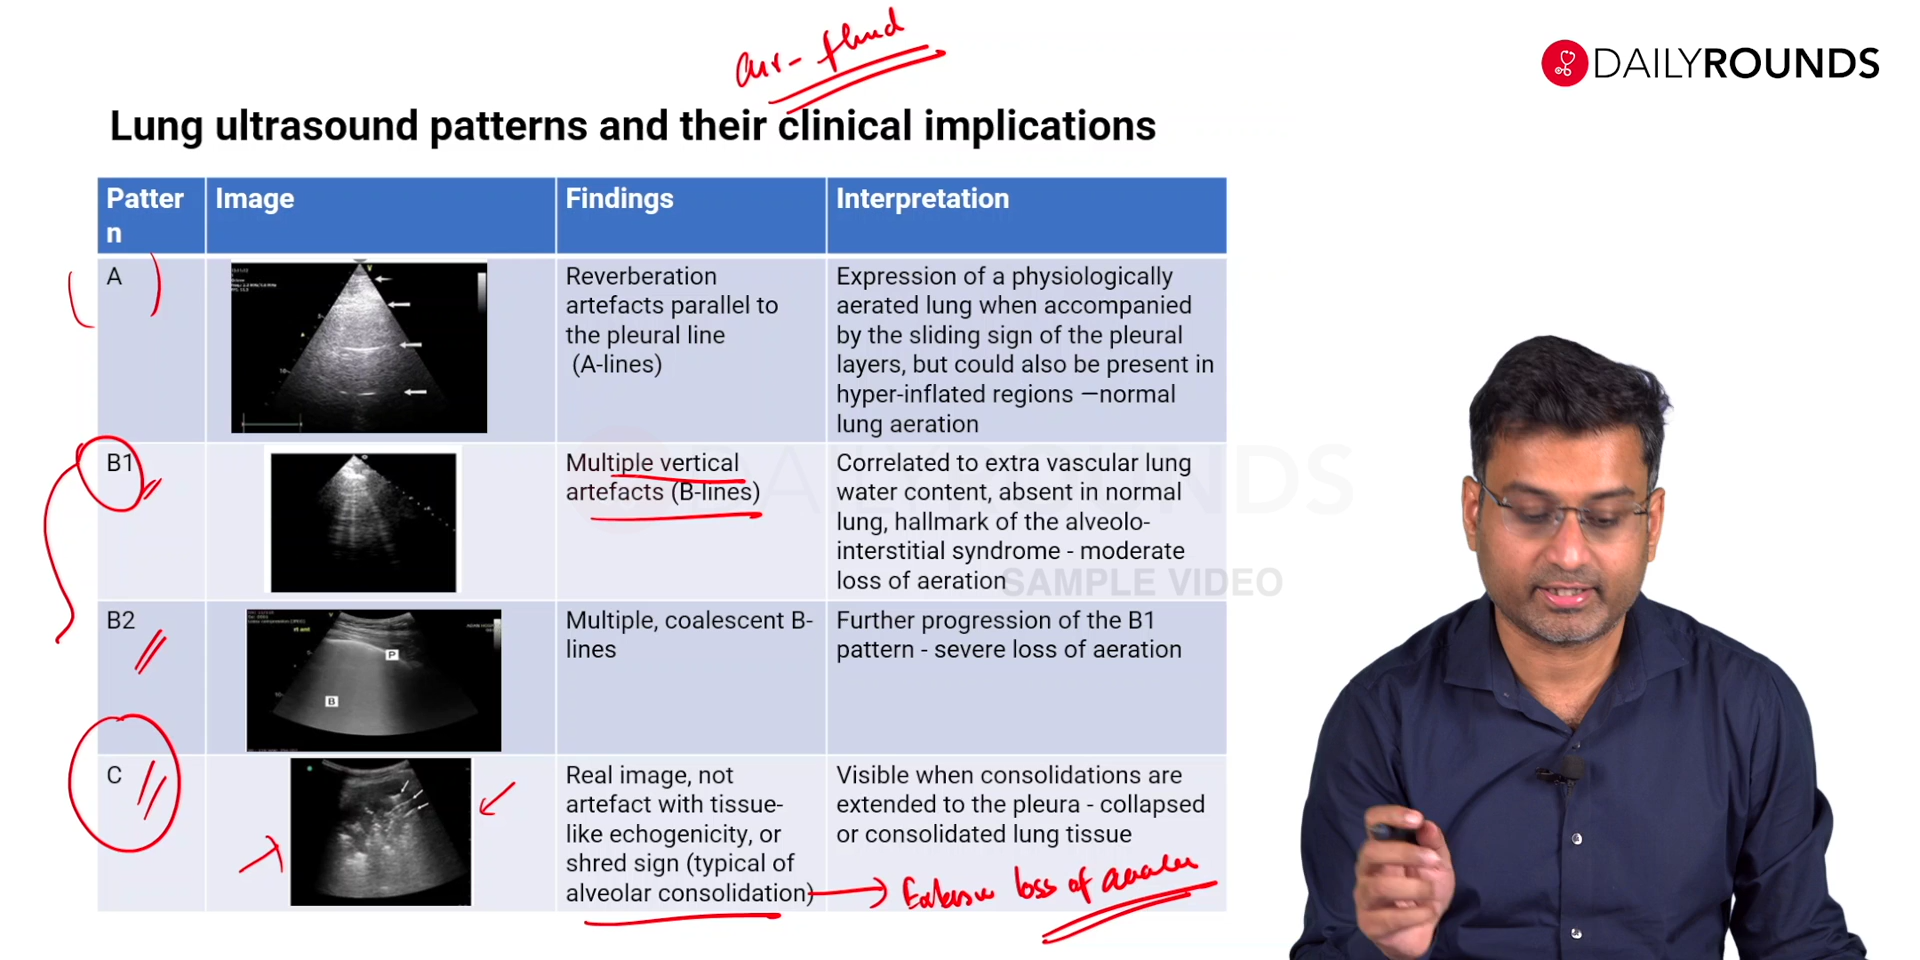 air - fluid
DAILYROUNDS
Lung ultrasound patterns and their clinical implications
Patter
n
Image
Findings
Interpretation
A
Reverberation
artefacts parallel to
the pleural line
(A-lines)
Expression of a physiologically
aerated lung when accompanied
by the sliding sign of the pleural
layers, but could also be present in
hyper-inflated regions —normal
lung aeration
B1
Multiple vertical
artefacts (B-lines)
Correlated to extra vascular lung
water content, absent in normal
lung, hallmark of the alveolo-
interstitial syndrome - moderate
loss of aeration
DAILYROUNDS
SAMPLE VIDEO
B2
P
B
Multiple, coalescent B-
lines
Further progression of the B1
pattern - severe loss of aeration
C
Real image, not
artefact with tissue-
like echogenicity, or
shred sign (typical of
alveolar consolidation)
Visible when consolidations are
extended to the pleura - collapsed
or consolidated lung tissue
loss of